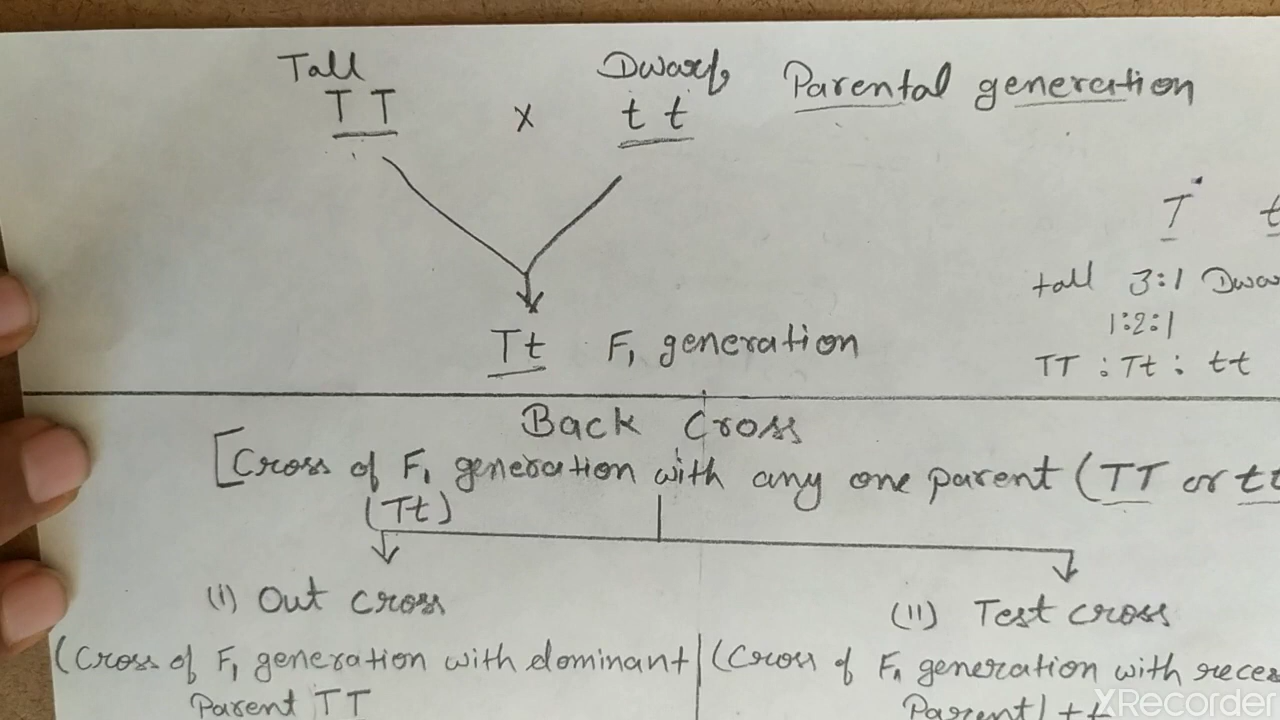 Tall Dwarf Parental generation
T T x t t
T t
tall 3:1 Dwa
1:2:1
TT : Tt : tt
Tt F1 generation
Back Cross
[Cross of F1 generation with any one parent (TT or tt
(Tt)
(I) Out cross
(II) Test cross
(Cross of F1 generation with dominant
Parent TT
(Cross of F1 generation with reces
Parent) tt
XRecorder